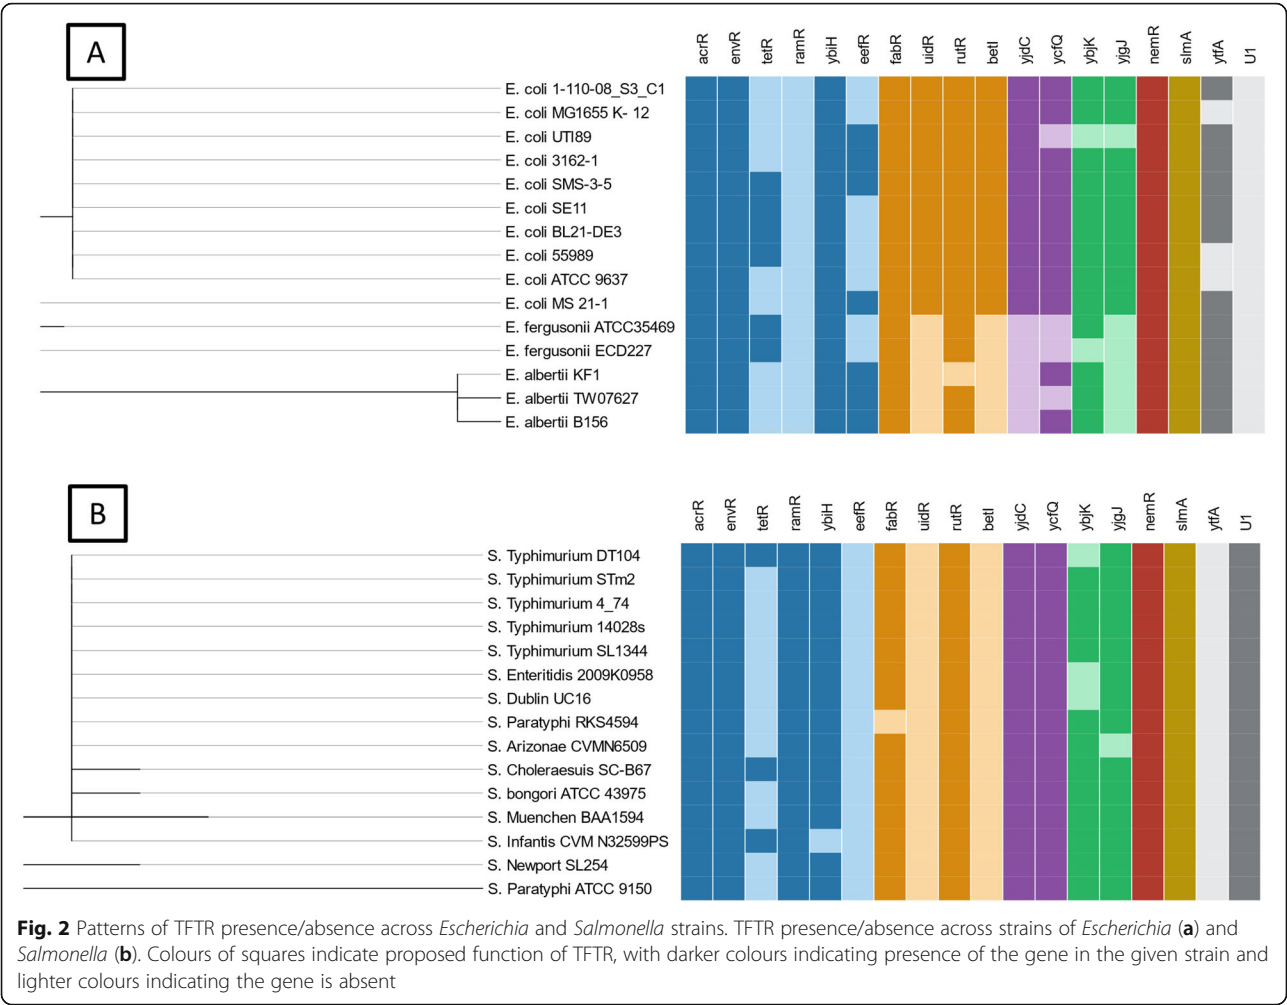 A
acrR envR tetR ramR ybiH eefR fabR uidR rutR betI yjdC ycfQ ybjK yjgJ nemR slmA ytfA U1
E. coli 1-110-08_S3_C1
E. coli MG1655 K- 12
E. coli UTI89
E. coli 3162-1
E. coli SMS-3-5
E. coli SE11
E. coli BL21-DE3
E. coli 55989
E. coli ATCC 9637
E. coli MS 21-1
E. fergusonii ATCC35469
E. fergusonii ECD227
E. albertii KF1
E. albertii TW07627
E. albertii B156
B
acrR envR tetR ramR ybiH eefR fabR uidR rutR betI yjdC ycfQ ybjK yjgJ nemR slmA ytfA U1
S. Typhimurium DT104
S. Typhimurium STm2
S. Typhimurium 4_74
S. Typhimurium 14028s
S. Typhimurium SL1344
S. Enteritidis 2009K0958
S. Dublin UC16
S. Paratyphi RKS4594
S. Arizonae CVMN6509
S. Choleraesuis SC-B67
S. bongori ATCC 43975
S. Muenchen BAA1594
S. Infantis CVM N32599PS
S. Newport SL254
S. Paratyphi ATCC 9150
Fig. 2 Patterns of TFTR presence/absence across Escherichia and Salmonella strains. TFTR presence/absence across strains of Escherichia (a) and
Salmonella (b). Colours of squares indicate proposed function of TFTR, with darker colours indicating presence of the gene in the given strain and
lighter colours indicating the gene is absent